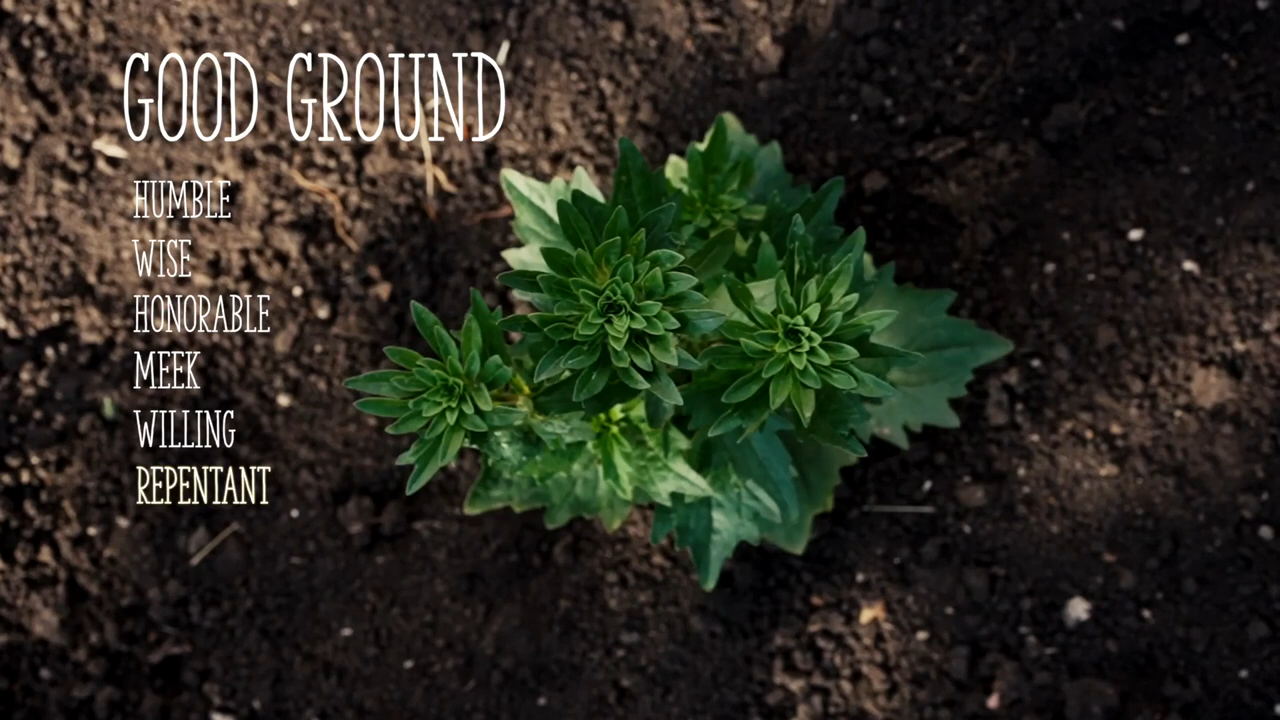 GOOD GROUND
HUMBLE
WISE
HONORABLE
MEEK
WILLING
REPENTANT